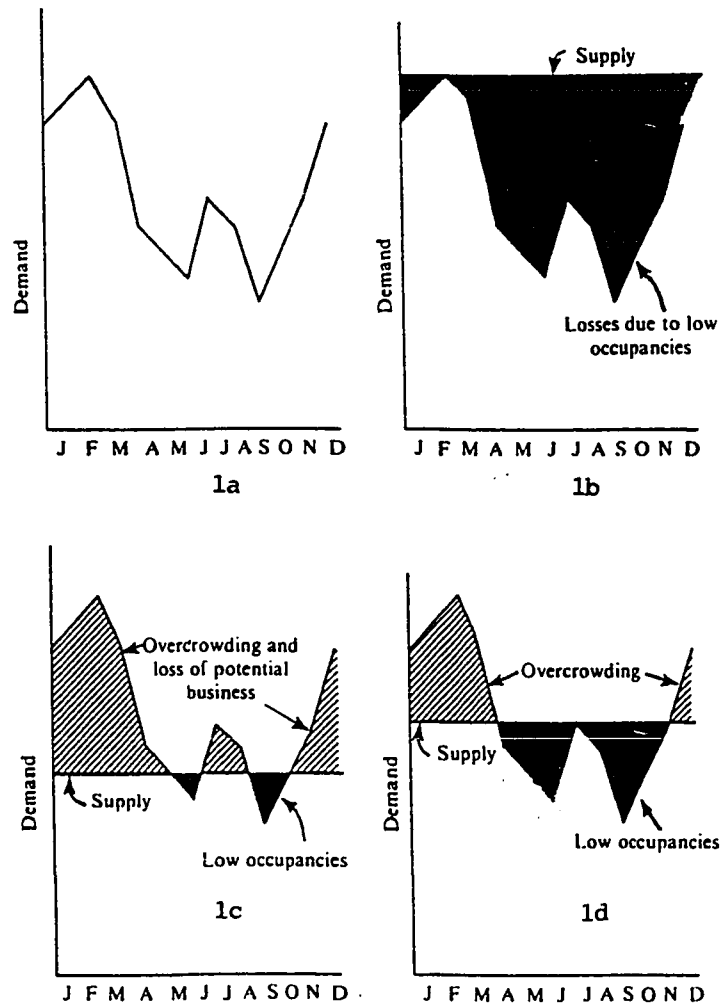 Demand
J F M A M J J A S O N D
1a
Supply
Demand
Losses due to low
occupancies
J F M A M J J A S O N D
1b
Overcrowding and
loss of potential
business
Demand
Supply
Low occupancies
1c
J F M A M J J A S O N D
Overcrowding
Supply
Demand
Low occupancies
1d
J F M A M J J A S O N D